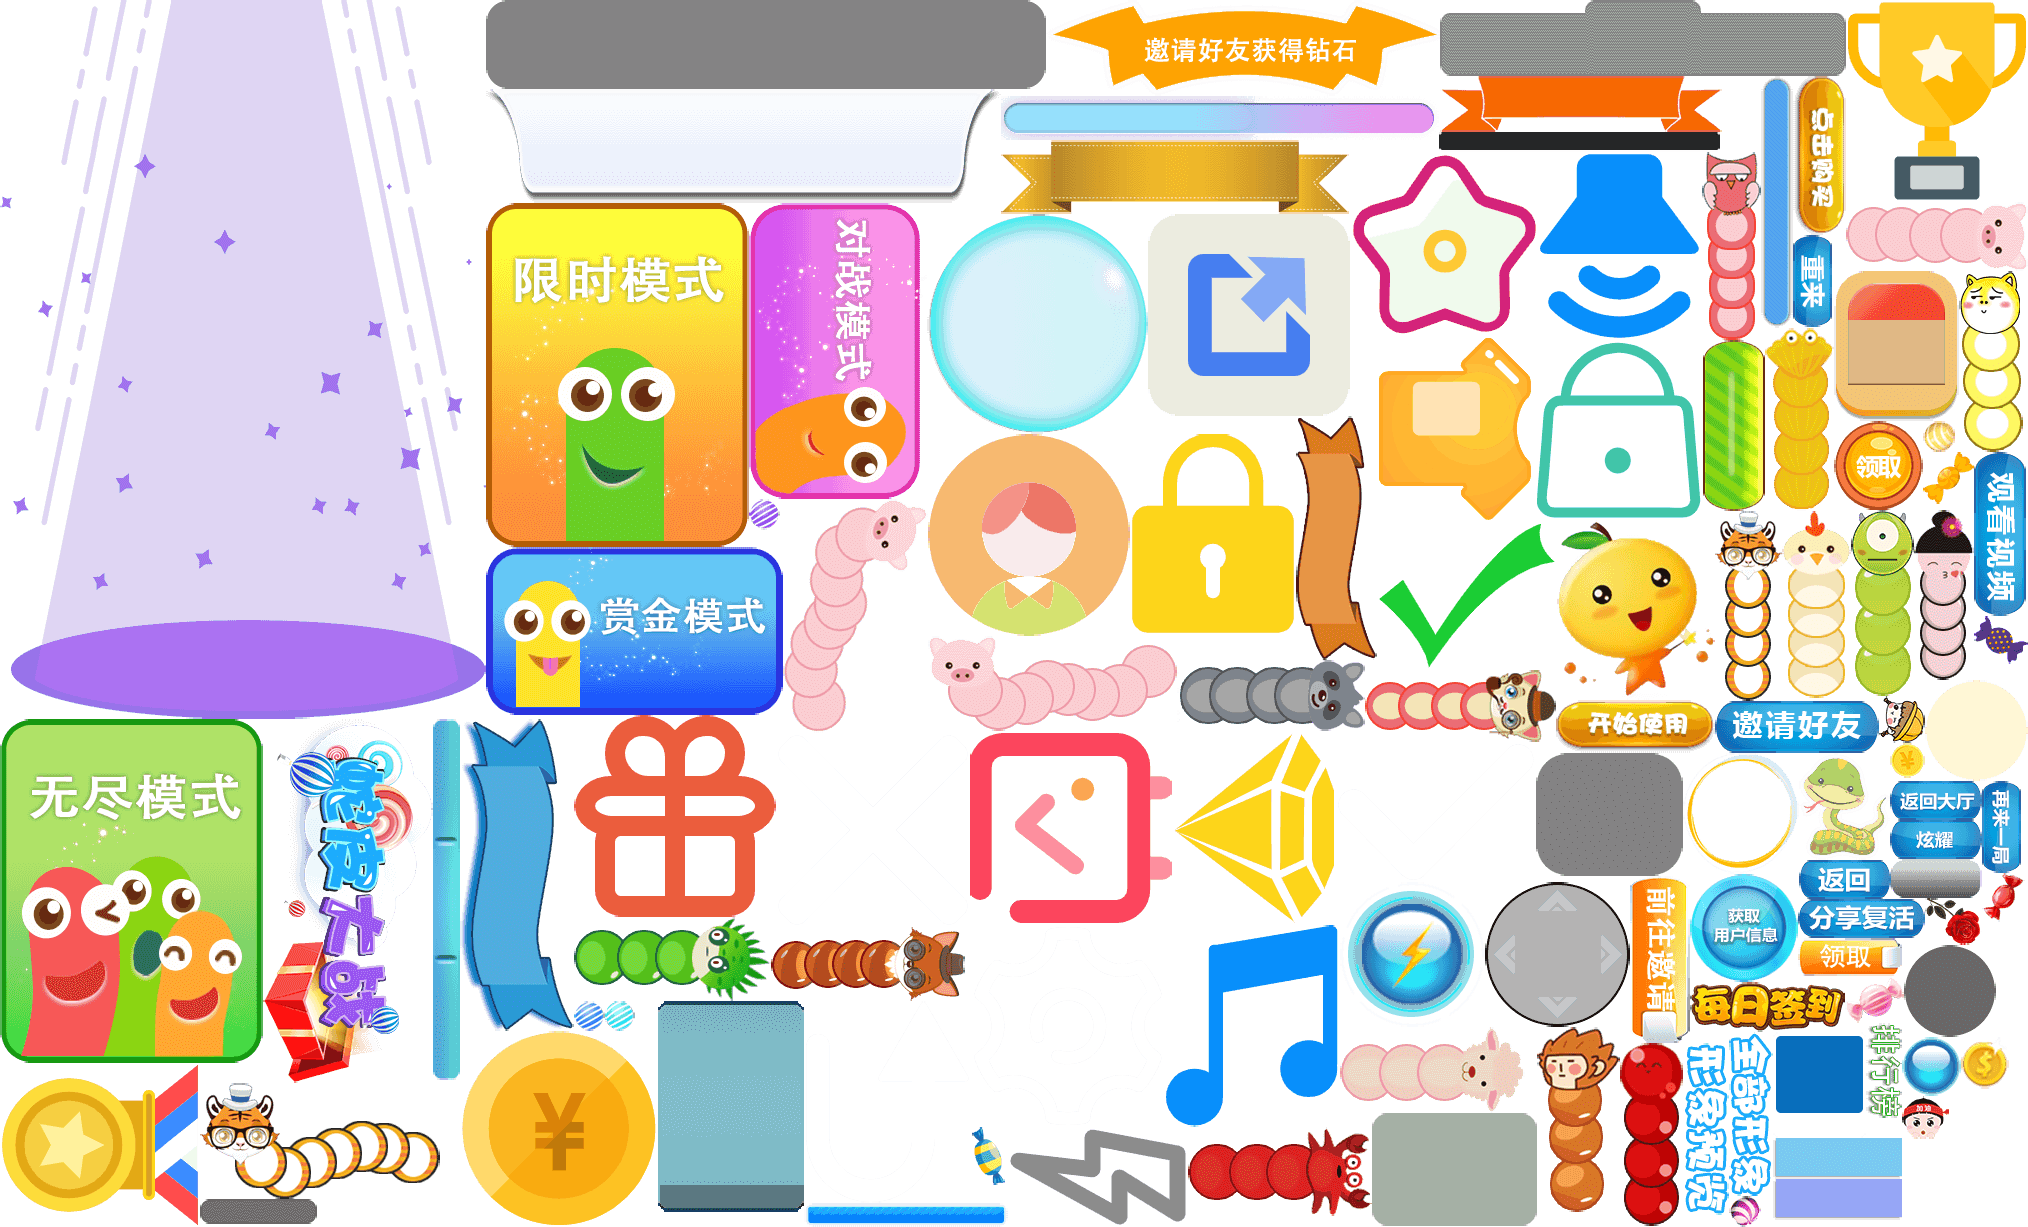 邀请好友获得钻石
点击购买
限时模式
对战模式
重来
领取
观看视频
赏金模式
开始使用
邀请好友
无尽模式
蛇皮大战
返回大厅
炫耀
再来一局
返回
分享复活
前往邀请
获取
用户信息
领取
每日签到
排行榜
全部形象
形象预览
加油